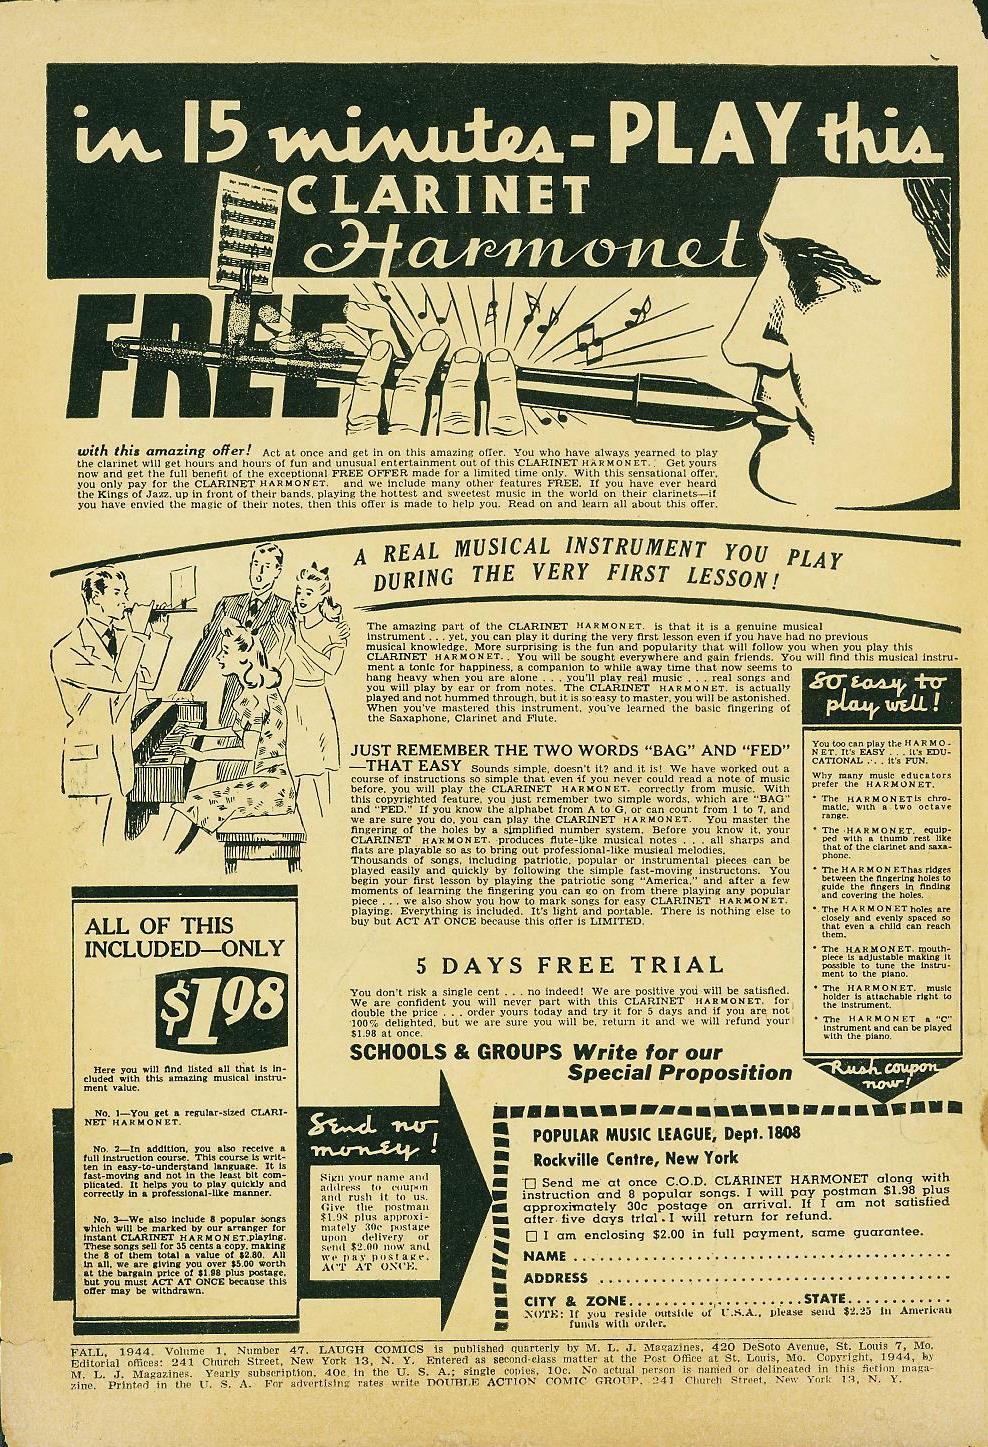 in 15 minutes - PLAY this
CLARINET
Harmonet
FREE
with this amazing offer! Act at once and get in on this amazing offer. You who have always yearned to play
the clarinet will get hours and hours of fun and unusual entertainment out of this CLARINET HARMONET. Get yours
now and get the full benefit of the exceptional FREE OFFER made for a limited time only. With this sensational offer,
you only pay for the CLARINET HARMONET. and we include many other features FREE. If you have ever heard
the Kings of Jazz, up in front of their bands, playing the hottest and sweetest music in the world on their clarinets—if
you have envied the magic of their notes, then this offer is made to help you. Read on and learn all about this offer.
A REAL MUSICAL INSTRUMENT YOU PLAY
DURING THE VERY FIRST LESSON!
The amazing part of the CLARINET HARMONET. is that it is a genuine musical
instrument . . . yet, you can play it during the very first lesson even if you have had no previous
musical knowledge. More surprising is the fun and popularity that will follow you when you play this
CLARINET HARMONET. You will be sought everywhere and gain friends. You will find this musical instru-
ment a tonic for happiness, a companion to while away time that now seems to
hang heavy when you are alone . . . you'll play real music . . . real songs and
you will play by ear or from notes. The CLARINET HARMONET. is actually
played and not hummed through, but it is so easy to master, you will be astonished.
When you've mastered this instrument, you've learned the basic fingering of
the Saxophone, Clarinet and Flute.
JUST REMEMBER THE TWO WORDS "BAG" AND "FED"
—THAT EASY Sounds simple, doesn't it? and it is! We have worked out a
course of instructions so simple that even if you never could read a note of music
before, you will play the CLARINET HARMONET. correctly from music. With
this copyrighted feature, you just remember two simple words, which are "BAG"
and "FED." If you know the alphabet from A to G, or can count from 1 to 7, and
we are sure you do, you can play the CLARINET HARMONET. You master the
fingering of the holes by a simplified number system. Before you know it, your
CLARINET HARMONET. produces flute-like musical notes . . . all sharps and
flats are playable so as to bring out professional-like musical melodies.
Thousands of songs, including patriotic, popular or instrumental pieces can be
played easily and quickly by following the simple fast-moving instructons. You
begin your first lesson by playing the patriotic song "America," and after a few
moments of learning the fingering you can go on from there playing any popular
piece . . . we also show you how to mark songs for easy CLARINET HARMONET.
playing. Everything is included. It's light and portable. There is nothing else to
buy but ACT AT ONCE because this offer is LIMITED.
5 DAYS FREE TRIAL
You don't risk a single cent . . . no indeed! We are positive you will be satisfied.
We are confident you will never part with this CLARINET HARMONET. for
double the price . . . order yours today and try it for 5 days and if you are not
100% delighted, but we are sure you will be, return it and we will refund your
$1.98 at once.
SCHOOLS & GROUPS Write for our
Special Proposition
So easy to
play well!
You too can play the HARMO-
NET. It's EASY . . . it's EDU-
CATIONAL . . . it's FUN.
Why many music educators
prefer the HARMONET.
* The HARMONET is chro-
matic, with a two octave
range.
* The HARMONET. equip-
ped with a thumb rest like
that of the clarinet and saxa-
phone.
* The HARMONET has ridges
between the fingering holes to
guide the fingers in finding
and covering the holes.
* The HARMONET holes are
closely and evenly spaced so
that even a child can reach
them.
* The HARMONET. mouth-
piece is adjustable making it
possible to tune the instru-
ment to the piano.
* The HARMONET. music
holder is attachable right to
the instrument.
* The HARMONET a "C"
instrument and can be played
with the piano.
Rush coupon
now!
ALL OF THIS
INCLUDED—ONLY
$1.98
Here you will find listed all that is in-
cluded with this amazing musical instru-
ment value.
No. 1—You get a regular-sized CLARI-
NET HARMONET.
No. 2—In addition, you also receive a
full instruction course. This course is writ-
ten in easy-to-understand language. It is
fast-moving and not in the least bit com-
plicated. It helps you to play quickly and
correctly in a professional-like manner.
No. 3—We also include 8 popular songs
which will be marked by our arranger for
instant CLARINET HARMONET.playing.
These songs sell for 35 cents a copy, making
the 8 of them total a value of $2.80. All
in all, we are giving you over $5.00 worth
at the bargain price of $1.98 plus postage,
but you must ACT AT ONCE because this
offer may be withdrawn.
Send no
money!
Sign your name and
address to coupon
and rush it to us.
Give the postman
$1.98 plus approxi-
mately 30c postage
upon delivery or
send $2.00 now and
we pay postage.
ACT AT ONCE.
POPULAR MUSIC LEAGUE, Dept. 1808
Rockville Centre, New York
Send me at once C.O.D. CLARINET HARMONET along with
instruction and 8 popular songs. I will pay postman $1.98 plus
approximately 30c postage on arrival. If I am not satisfied
after five days trial. I will return for refund.
I am enclosing $2.00 in full payment, same guarantee.
NAME
ADDRESS
CITY & ZONE STATE
NOTE: If you reside outside of U.S.A., please send $2.25 in American
funds with order.
FALL, 1944. Volume 1, Number 47. LAUGH COMICS is published quarterly by M. L. J. Magazines, 420 DeSoto Avenue, St. Louis 7, Mo.
Editorial offices: 241 Church Street, New York 13, N. Y. Entered as second-class matter at the Post Office at St. Louis, Mo. Copyright, 1944, by
M. L. J. Magazines. Yearly subscription, 40c in the U. S. A.; single copies, 10c. No actual person is named or delineated in this fiction maga-
zine. Printed in the U. S. A. For advertising rates write DOUBLE ACTION COMIC GROUP, 241 Church Street, New York 13, N. Y.